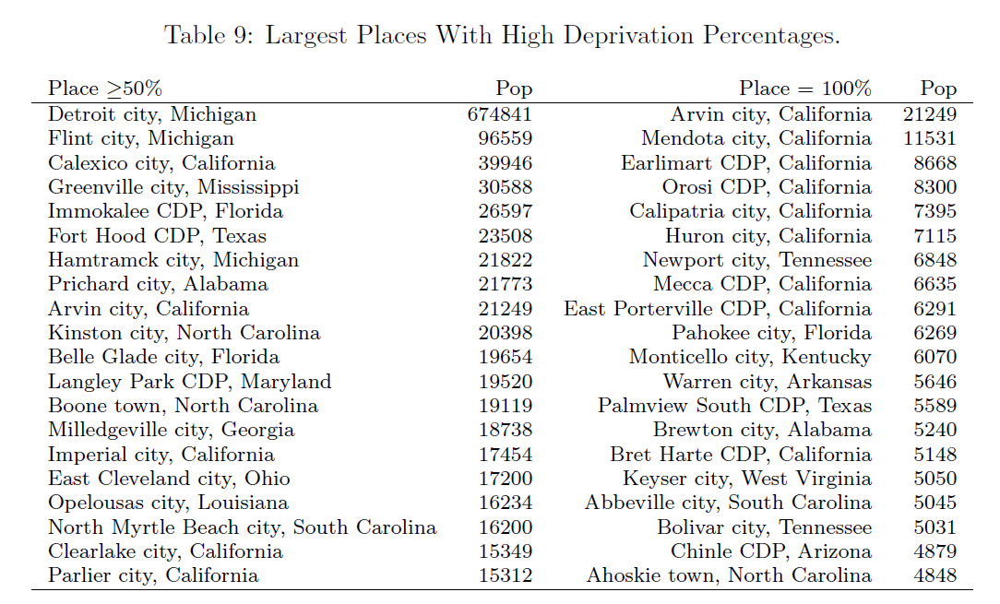 Table 9: Largest Places With High Deprivation Percentages.
Place ≥50% Pop Place = 100% Pop
Detroit city, Michigan 674841 Arvin city, California 21249
Flint city, Michigan 96559 Mendota city, California 11531
Calexico city, California 39946 Earlimart CDP, California 8668
Greenville city, Mississippi 30588 Orosi CDP, California 8300
Immokalee CDP, Florida 26597 Calipatria city, California 7395
Fort Hood CDP, Texas 23508 Huron city, California 7115
Hamtramck city, Michigan 21822 Newport city, Tennessee 6848
Prichard city, Alabama 21773 Mecca CDP, California 6635
Arvin city, California 21249 East Porterville CDP, California 6291
Kinston city, North Carolina 20398 Pahokee city, Florida 6269
Belle Glade city, Florida 19654 Monticello city, Kentucky 6070
Langley Park CDP, Maryland 19520 Warren city, Arkansas 5646
Boone town, North Carolina 19119 Palmview South CDP, Texas 5589
Milledgeville city, Georgia 18738 Brewton city, Alabama 5240
Imperial city, California 17454 Bret Harte CDP, California 5148
East Cleveland city, Ohio 17200 Keyser city, West Virginia 5050
Opelousas city, Louisiana 16234 Abbeville city, South Carolina 5045
North Myrtle Beach city, South Carolina 16200 Bolivar city, Tennessee 5031
Clearlake city, California 15349 Chinle CDP, Arizona 4879
Parlier city, California 15312 Ahoskie town, North Carolina 4848